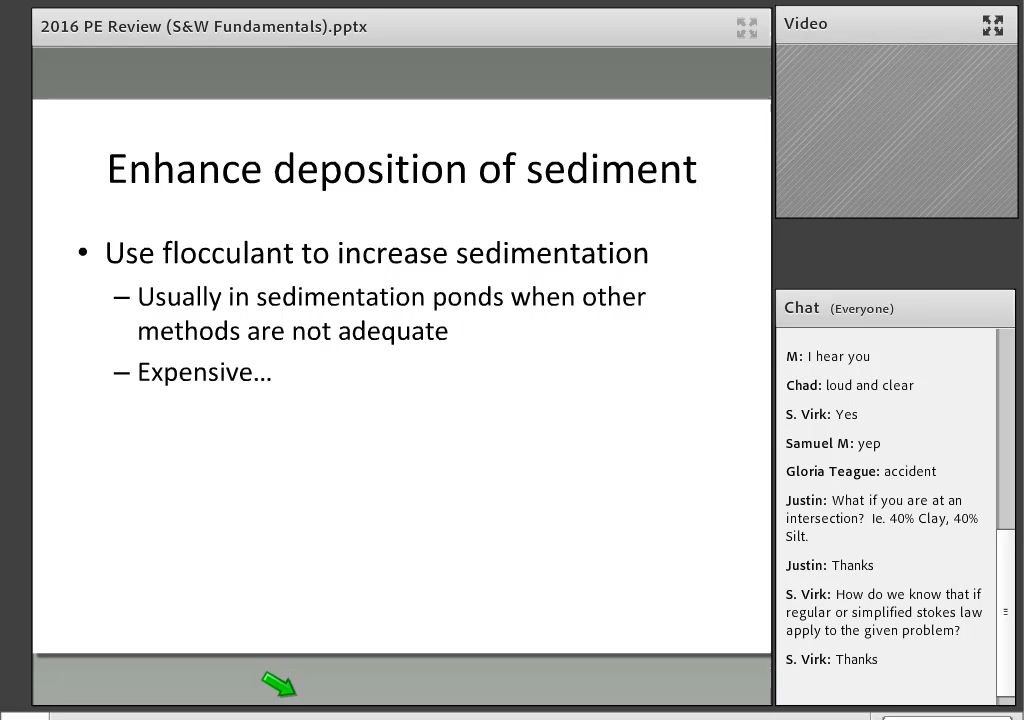 2016 PE Review (S&W Fundamentals).pptx
Enhance deposition of sediment
• Use flocculant to increase sedimentation
– Usually in sedimentation ponds when other
methods are not adequate
– Expensive...
Video
Chat (Everyone)
M: I hear you
Chad: loud and clear
S. Virk: Yes
Samuel M: yep
Gloria Teague: accident
Justin: What if you are at an
intersection? Ie. 40% Clay, 40%
Silt.
Justin: Thanks
S. Virk: How do we know that if
regular or simplified stokes law
apply to the given problem?
S. Virk: Thanks